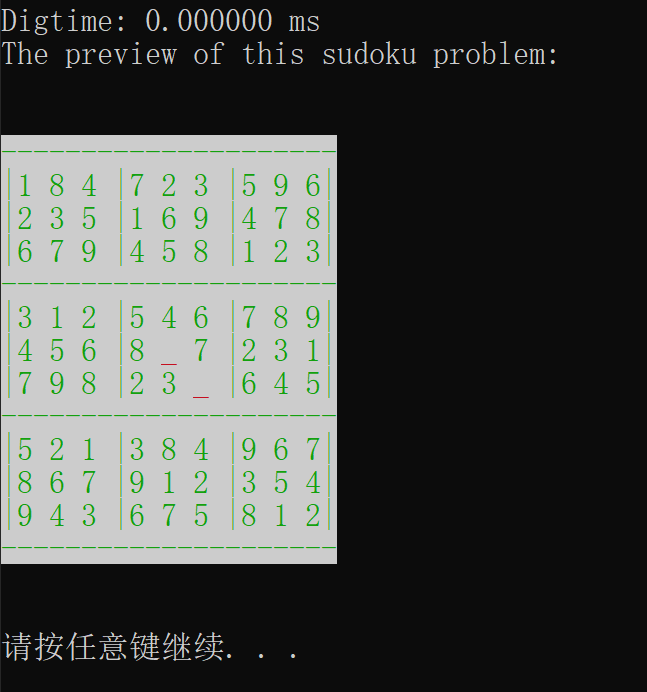 Digtime: 0.000000 ms
The preview of this sudoku problem:
---------------------
|1 8 4 |7 2 3 |5 9 6|
|2 3 5 |1 6 9 |4 7 8|
|6 7 9 |4 5 8 |1 2 3|
---------------------
|3 1 2 |5 4 6 |7 8 9|
|4 5 6 |8 _ 7 |2 3 1|
|7 9 8 |2 3 _ |6 4 5|
---------------------
|5 2 1 |3 8 4 |9 6 7|
|8 6 7 |9 1 2 |3 5 4|
|9 4 3 |6 7 5 |8 1 2|
---------------------
请按任意键继续. . .